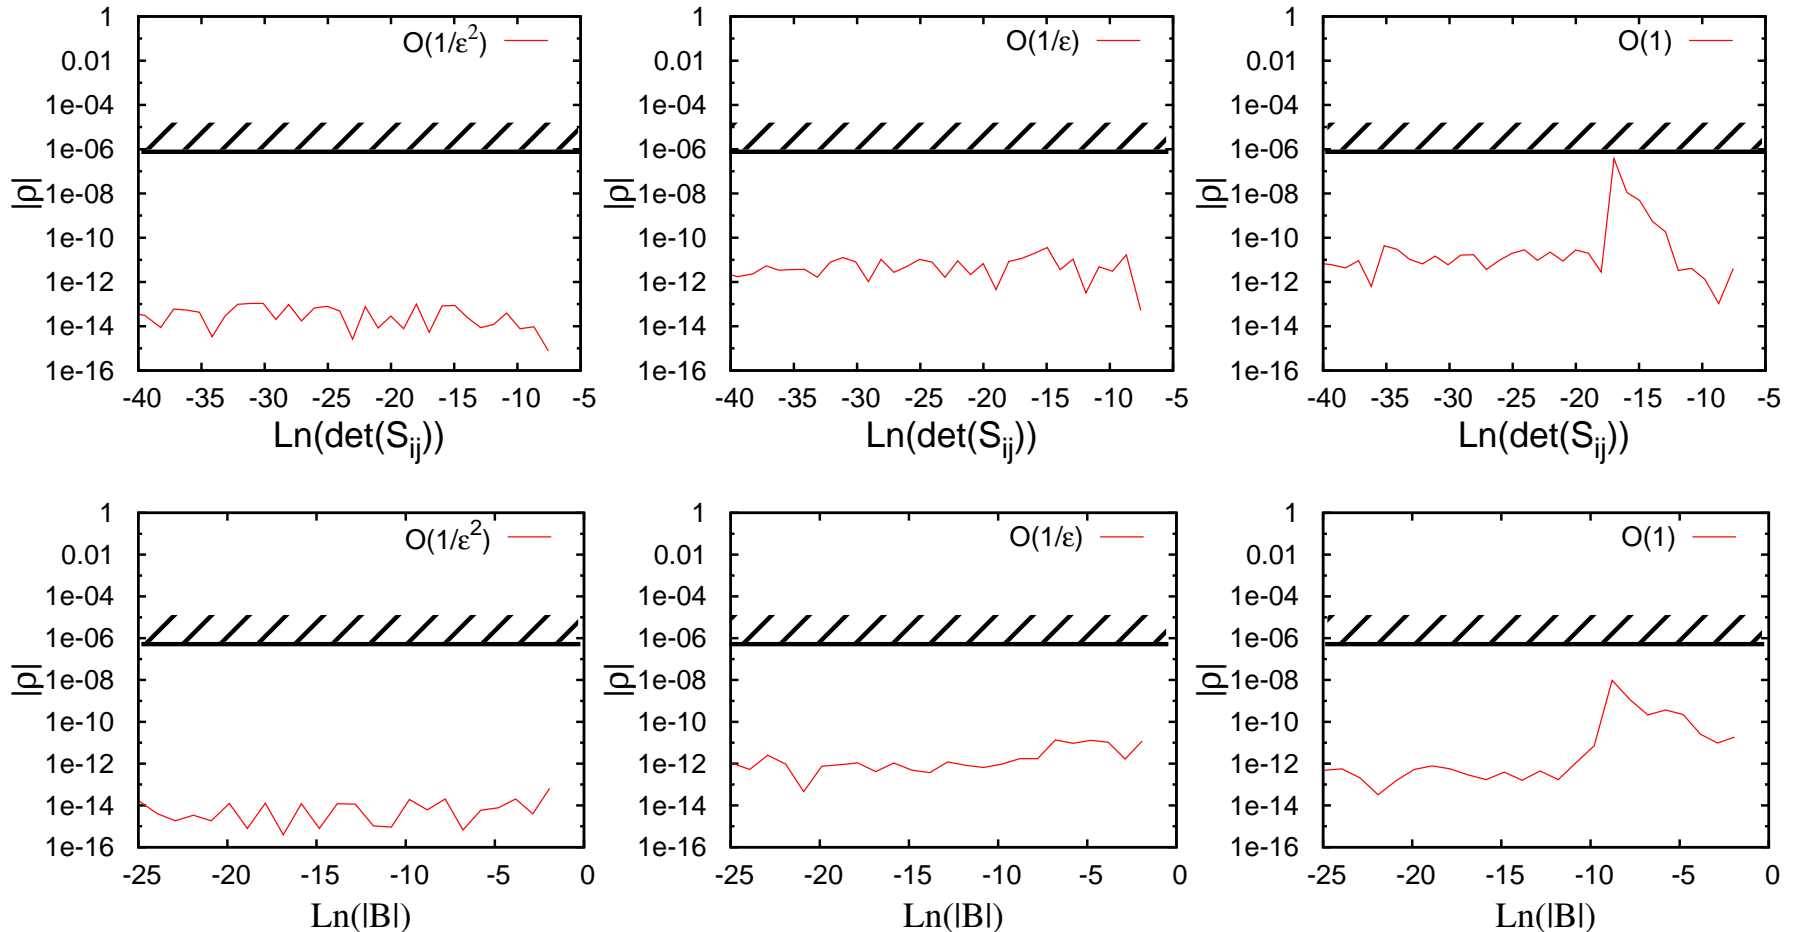 1 1 1
O(1/ε²) O(1/ε) O(1)
0.01 0.01 0.01
1e-04 1e-04 1e-04
1e-06 1e-06 1e-06
|ρ| 1e-08 |ρ| 1e-08 |ρ| 1e-08
1e-10 1e-10 1e-10
1e-12 1e-12 1e-12
1e-14 1e-14 1e-14
1e-16 1e-16 1e-16
-40 -35 -30 -25 -20 -15 -10 -5 -40 -35 -30 -25 -20 -15 -10 -5 -40 -35 -30 -25 -20 -15 -10 -5
Ln(det(S_ij)) Ln(det(S_ij)) Ln(det(S_ij))
1 1 1
O(1/ε²) O(1/ε) O(1)
0.01 0.01 0.01
1e-04 1e-04 1e-04
1e-06 1e-06 1e-06
|ρ| 1e-08 |ρ| 1e-08 |ρ| 1e-08
1e-10 1e-10 1e-10
1e-12 1e-12 1e-12
1e-14 1e-14 1e-14
1e-16 1e-16 1e-16
-25 -20 -15 -10 -5 0 -25 -20 -15 -10 -5 0 -25 -20 -15 -10 -5 0
Ln(|B|) Ln(|B|) Ln(|B|)